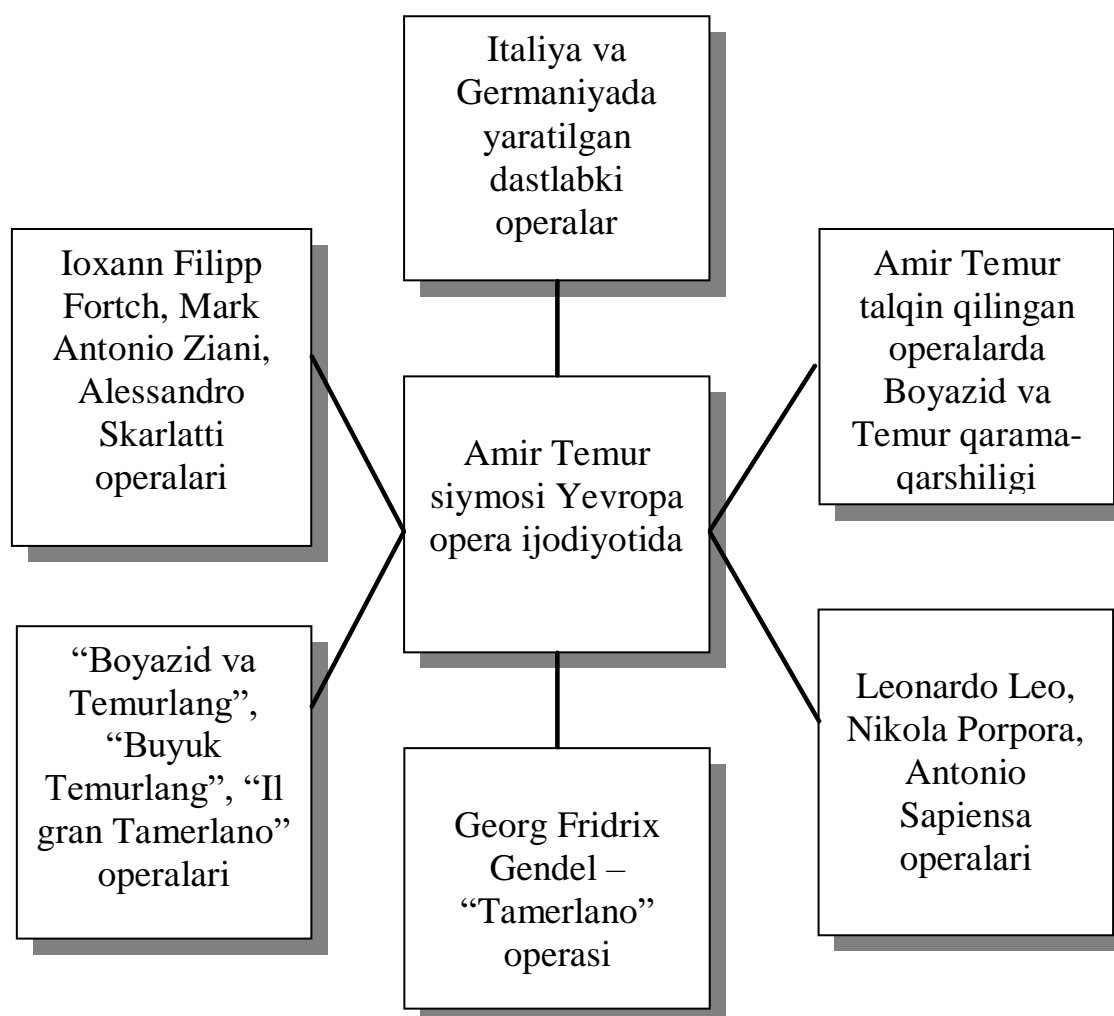 Italiya va
Germaniyada
yaratilgan
dastlabki
operalar
Ioxann Filipp
Fortch, Mark
Antonio Ziani,
Alessandro
Skarlatti
operalari
Amir Temur
talqin qilingan
operalarda
Boyazid va
Temur qarama-
qarshiligi
Amir Temur
siymosi Yevropa
opera ijodiyotida
“Boyazid va
Temurlang”,
“Buyuk
Temurlang”, “Il
gran Tamerlano”
operalari
Georg Fridrix
Gendel –
“Tamerlano”
operasi
Leonardo Leo,
Nikola Porpora,
Antonio
Sapiensa
operalari